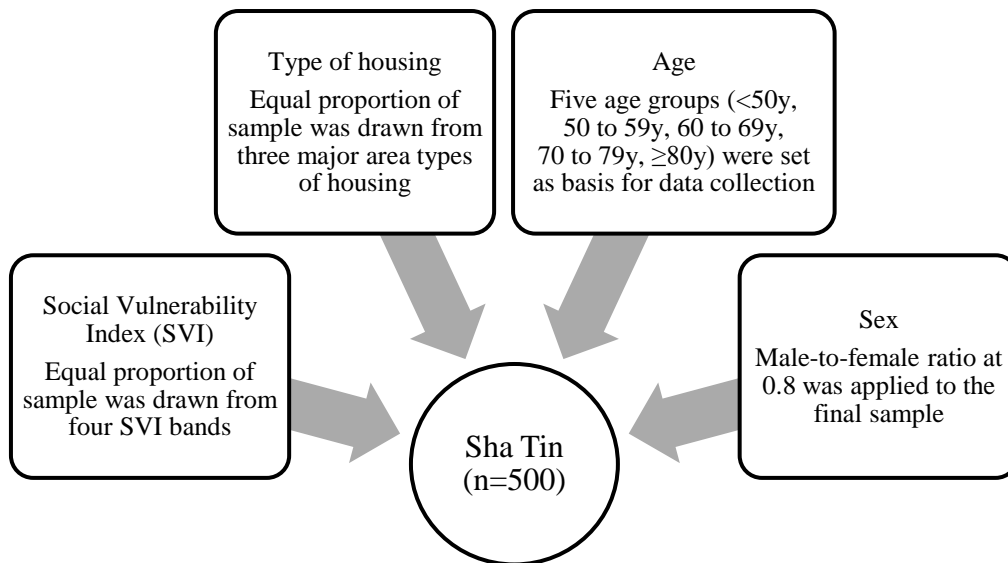 Type of housing
Equal proportion of
sample was drawn from
three major area types
of housing
Age
Five age groups (<50y,
50 to 59y, 60 to 69y,
70 to 79y, ≥80y) were set
as basis for data collection
Social Vulnerability
Index (SVI)
Equal proportion of
sample was drawn from
four SVI bands
Sex
Male-to-female ratio at
0.8 was applied to the
final sample
Sha Tin
(n=500)